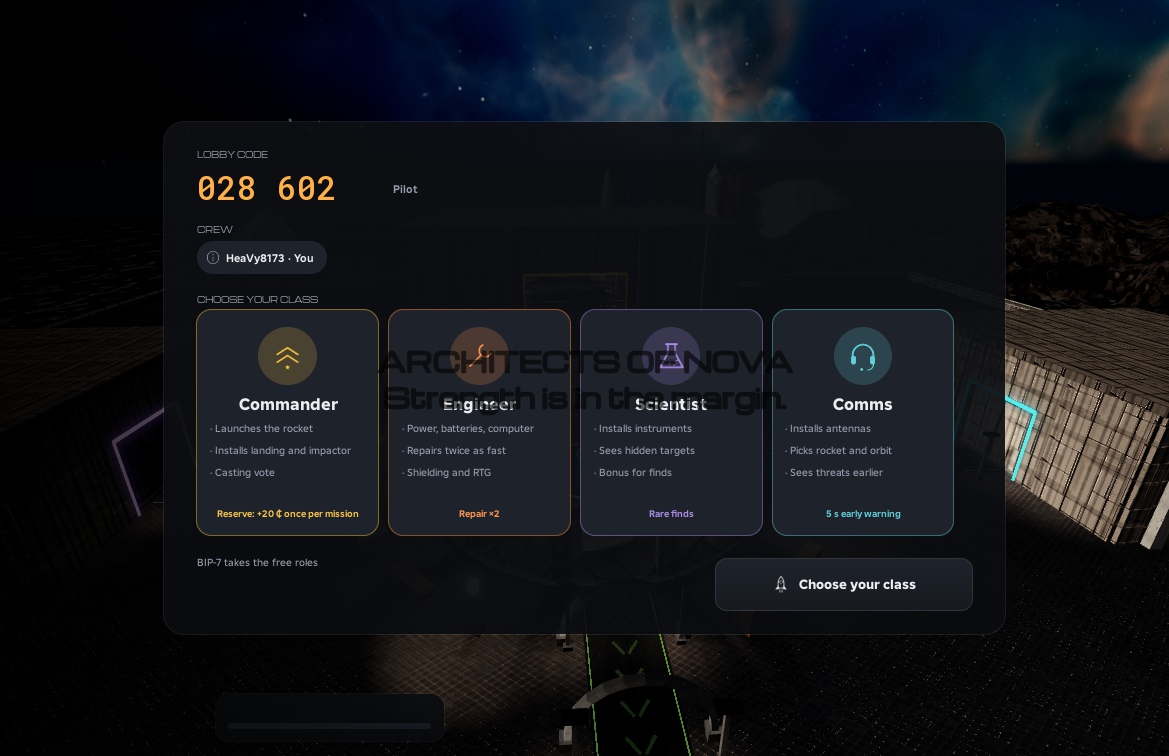 LOBBY CODE
028 602
Pilot
CREW
HeaVy8173 · You
CHOOSE YOUR CLASS
ARCHITECTS OF NOVA
Strength is in the margin.
Commander
· Launches the rocket
· Installs landing and impactor
· Casting vote
Reserve: +20 ₵ once per mission
Engineer
· Power, batteries, computer
· Repairs twice as fast
· Shielding and RTG
Repair ×2
Scientist
· Installs instruments
· Sees hidden targets
· Bonus for finds
Rare finds
Comms
· Installs antennas
· Picks rocket and orbit
· Sees threats earlier
5 s early warning
BIP-7 takes the free roles
Choose your class